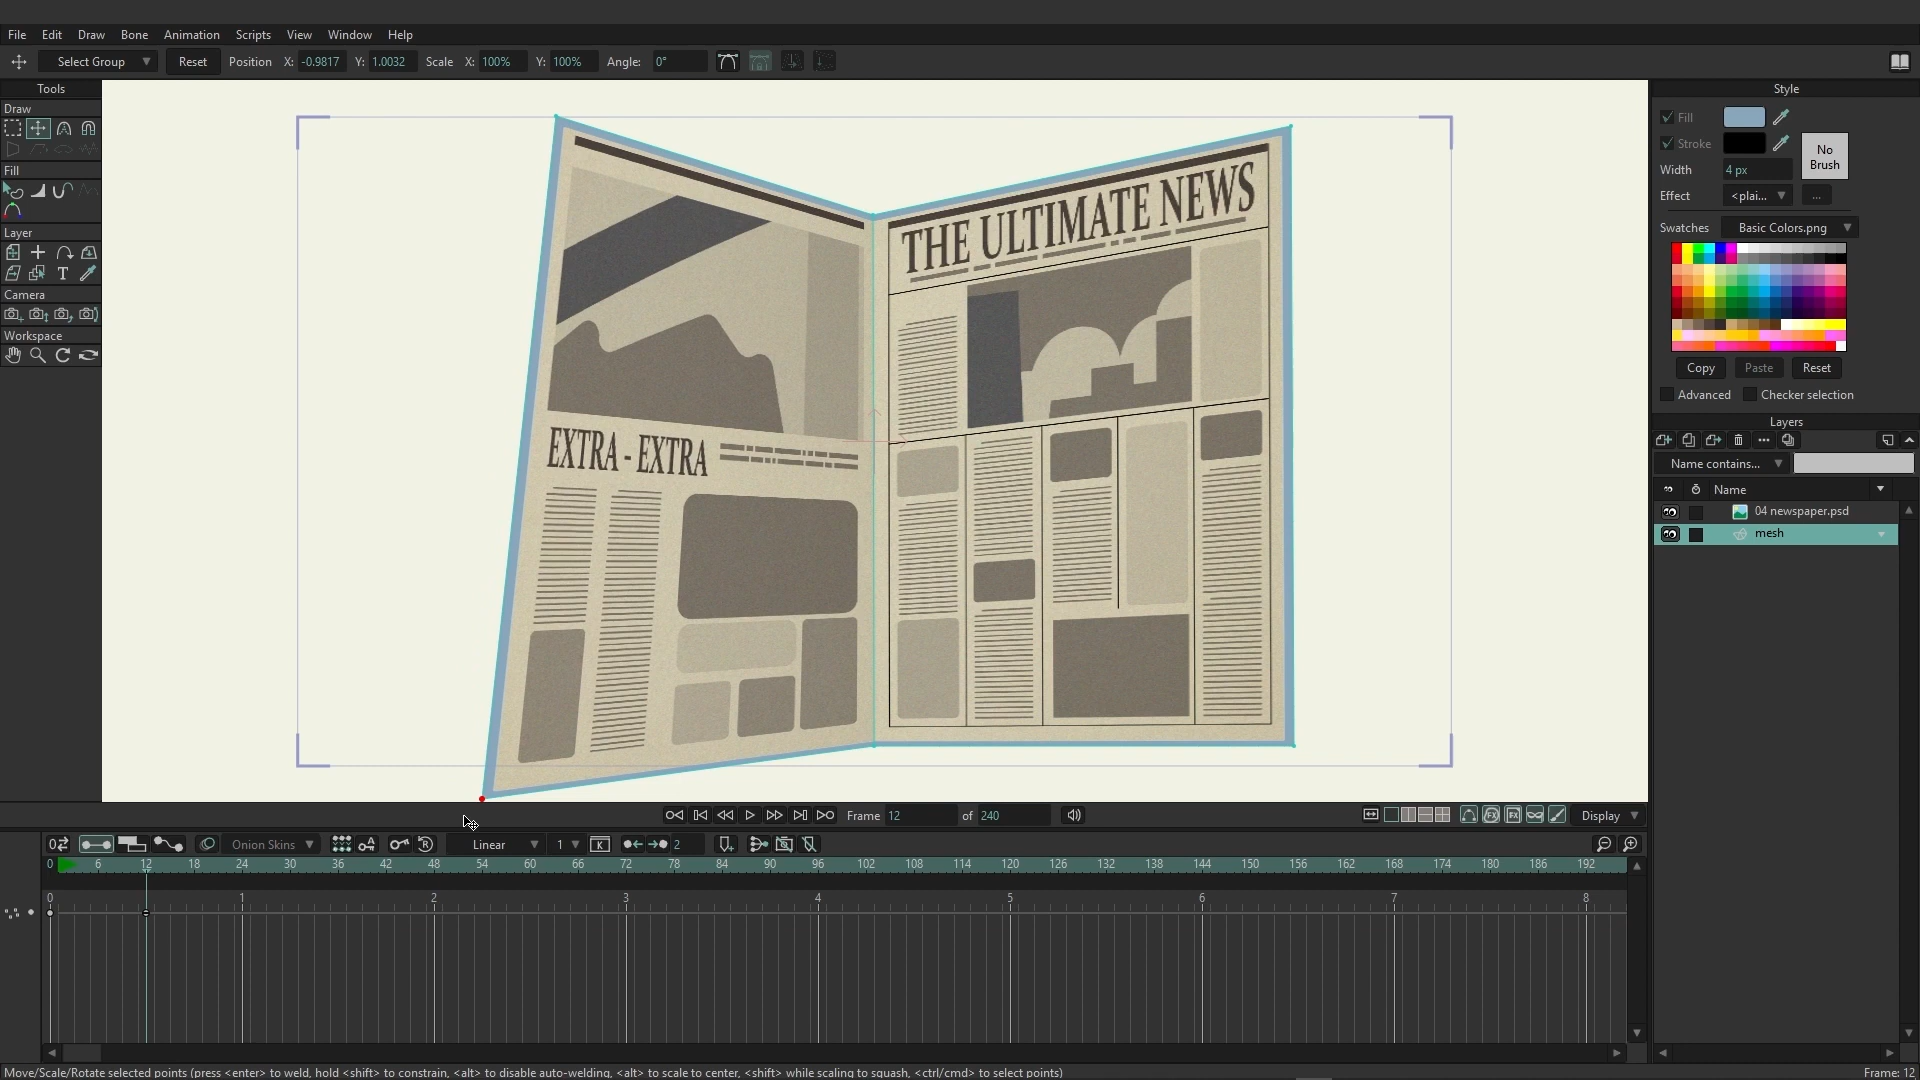 File Edit Draw Bone Animation Scripts View Window Help
Select Group Reset Position X: -0.9817 Y: 1.0032 Scale X: 100% Y: 100% Angle: 0°
Tools
Draw
Fill
Layer
Camera
Workspace
THE ULTIMATE NEWS
EXTRA - EXTRA
Style
Fill
Stroke
No Brush
Width 4 px
Effect <plai... ...
Swatches Basic Colors.png
Copy Paste Reset
Advanced Checker selection
Layers
Name contains...
Name
04 newspaper.psd
mesh
Frame 12 of 240 Display
Onion Skins Linear 1 2
0 6 12 18 24 30 36 42 48 54 60 66 72 78 84 90 96 102 108 114 120 126 132 138 144 150 156 162 168 174 180 186 192
0 1 2 3 4 5 6 7 8
Move/Scale/Rotate selected points (press <enter> to weld, hold <shift> to constrain, <alt> to disable auto-welding, <alt> to scale to center, <shift> while scaling to squash, <ctrl/cmd> to select points) Frame: 12